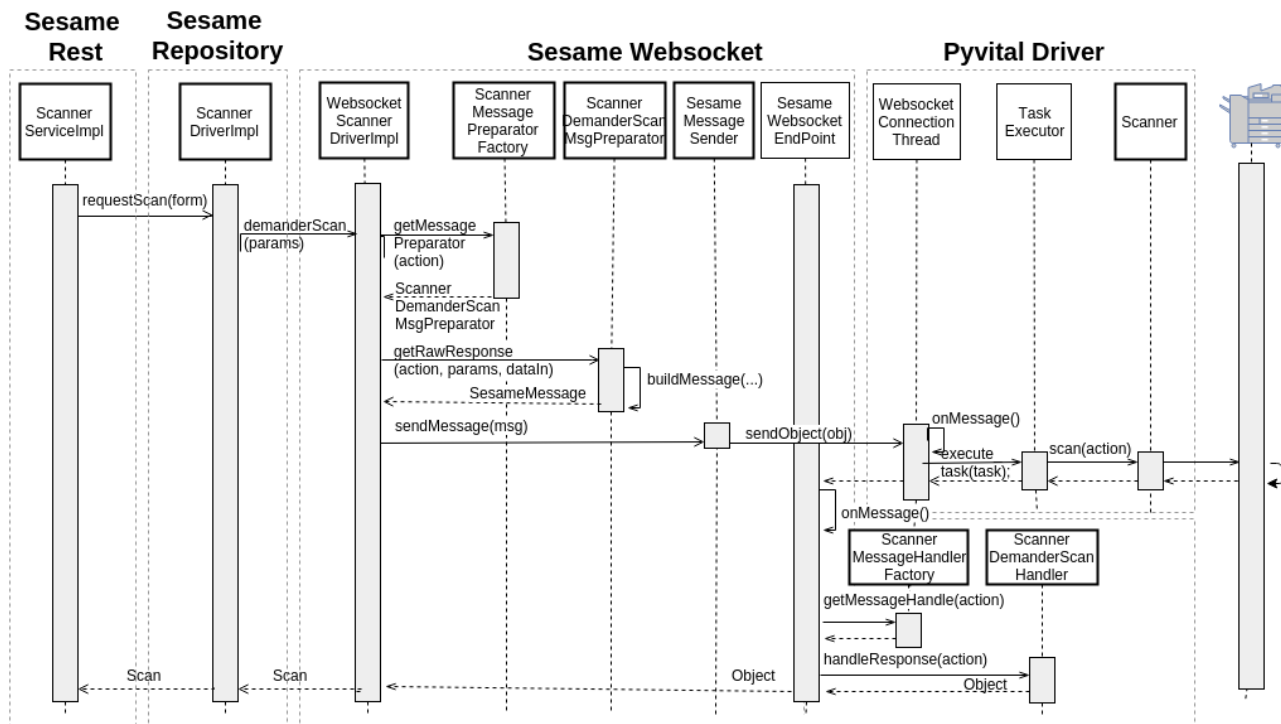 Sesame
Rest
Sesame
Repository
Sesame Websocket
Pyvital Driver
Scanner
ServiceImpl
Scanner
DriverImpl
Websocket
Scanner
DriverImpl
Scanner
Message
Preparator
Factory
Scanner
DemanderScan
MsgPreparator
Sesame
Message
Sender
Sesame
Websocket
EndPoint
Websocket
Connection
Thread
Task
Executor
Scanner
requestScan(form)
demanderScan
(params)
getMessage
Preparator
(action)
Scanner
DemanderScan
MsgPreparator
getRawResponse
(action, params, dataIn)
buildMessage(...)
SesameMessage
sendMessage(msg)
sendObject(obj)
onMessage()
execute
task(task);
scan(action)
onMessage()
Scanner
MessageHandler
Factory
Scanner
DemanderScan
Handler
getMessageHandle(action)
handleResponse(action)
Object
Object
Scan
Scan